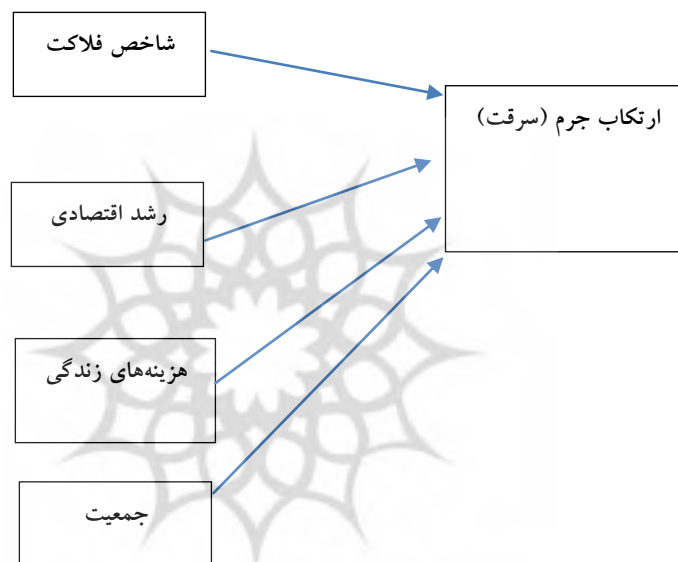 شاخص فلاکت
ارتکاب جرم (سرقت)
رشد اقتصادی
هزینه‌های زندگی
جمعیت